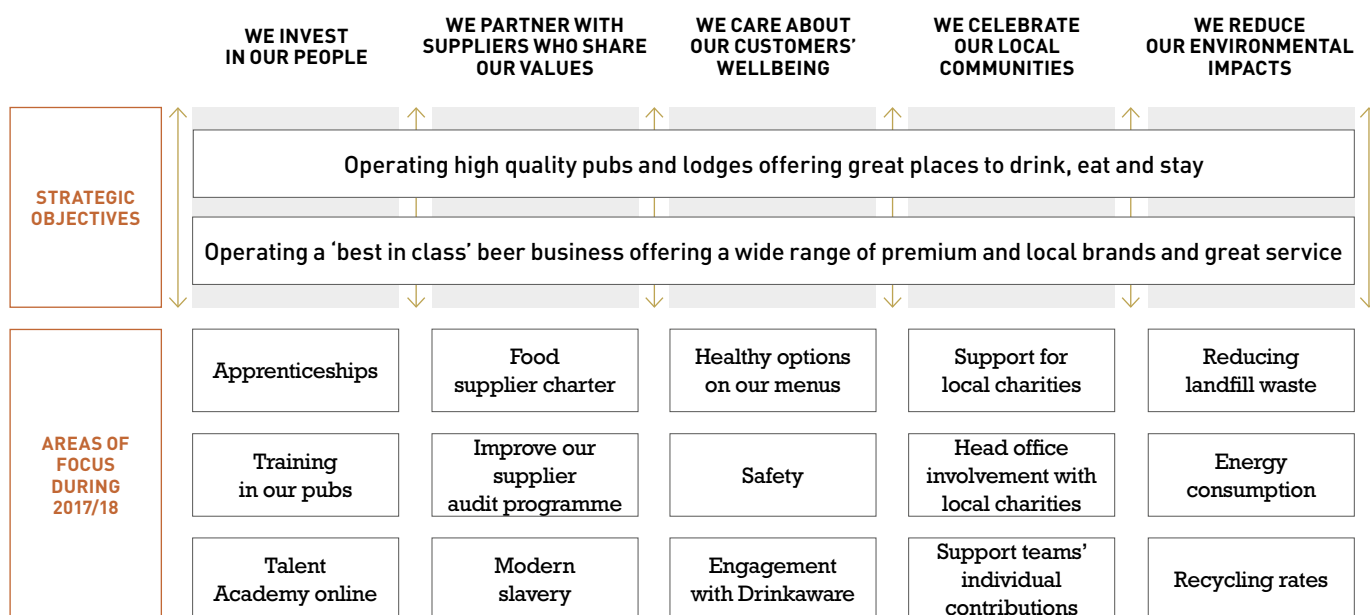 WE INVEST
IN OUR PEOPLE
WE PARTNER WITH
SUPPLIERS WHO SHARE
OUR VALUES
WE CARE ABOUT
OUR CUSTOMERS’
WELLBEING
WE CELEBRATE
OUR LOCAL
COMMUNITIES
WE REDUCE
OUR ENVIRONMENTAL
IMPACTS
STRATEGIC
OBJECTIVES
Operating high quality pubs and lodges offering great places to drink, eat and stay
Operating a ‘best in class’ beer business offering a wide range of premium and local brands and great service
AREAS OF
FOCUS
DURING
2017/18
Apprenticeships
Food
supplier charter
Healthy options
on our menus
Support for
local charities
Reducing
landfill waste
Training
in our pubs
Improve our
supplier
audit programme
Safety
Head office
involvement with
local charities
Energy
consumption
Talent
Academy online
Modern
slavery
Engagement
with Drinkaware
Support teams’
individual
contributions
Recycling rates